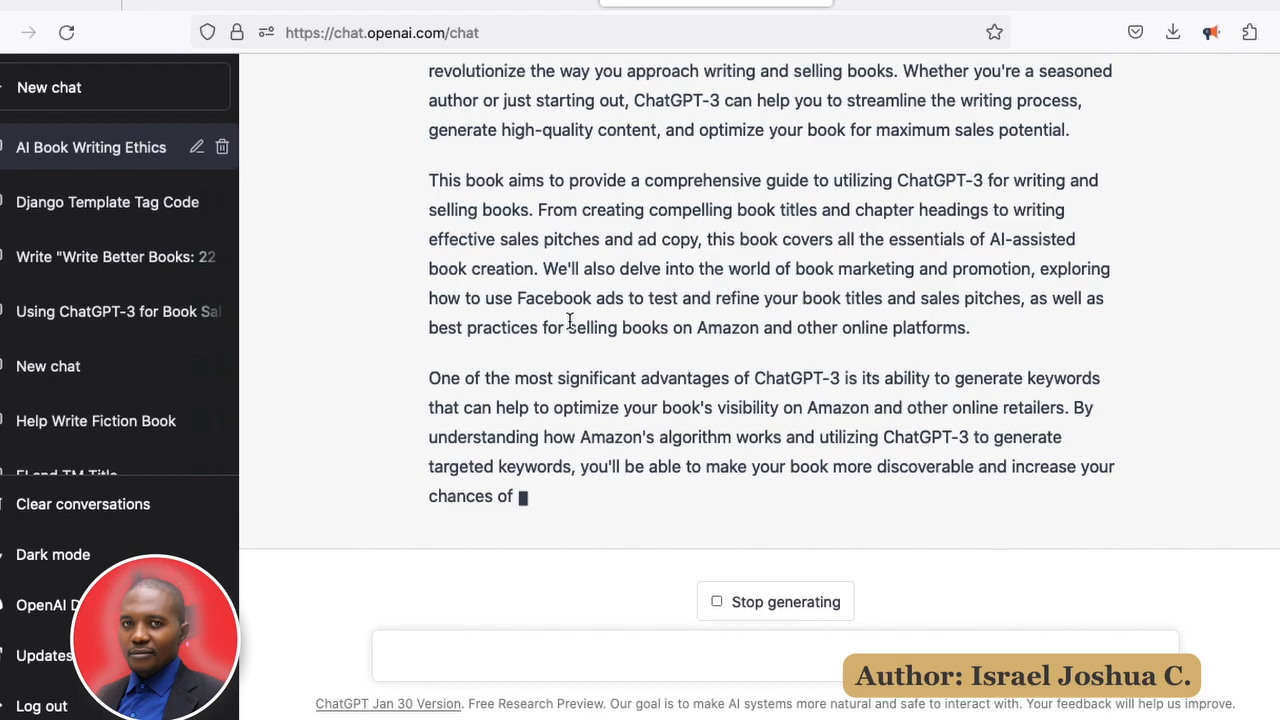 https://chat.openai.com/chat
New chat
AI Book Writing Ethics
Django Template Tag Code
Write "Write Better Books: 22
Using ChatGPT-3 for Book Sal
New chat
Help Write Fiction Book
Clear conversations
Dark mode
OpenAI D
Updates
Log out
revolutionize the way you approach writing and selling books. Whether you're a seasoned
author or just starting out, ChatGPT-3 can help you to streamline the writing process,
generate high-quality content, and optimize your book for maximum sales potential.
This book aims to provide a comprehensive guide to utilizing ChatGPT-3 for writing and
selling books. From creating compelling book titles and chapter headings to writing
effective sales pitches and ad copy, this book covers all the essentials of AI-assisted
book creation. We'll also delve into the world of book marketing and promotion, exploring
how to use Facebook ads to test and refine your book titles and sales pitches, as well as
best practices for selling books on Amazon and other online platforms.
One of the most significant advantages of ChatGPT-3 is its ability to generate keywords
that can help to optimize your book's visibility on Amazon and other online retailers. By
understanding how Amazon's algorithm works and utilizing ChatGPT-3 to generate
targeted keywords, you'll be able to make your book more discoverable and increase your
chances of
Stop generating
Author: Israel Joshua C.
ChatGPT Jan 30 Version. Free Research Preview. Our goal is to make AI systems more natural and safe to interact with. Your feedback will help us improve.